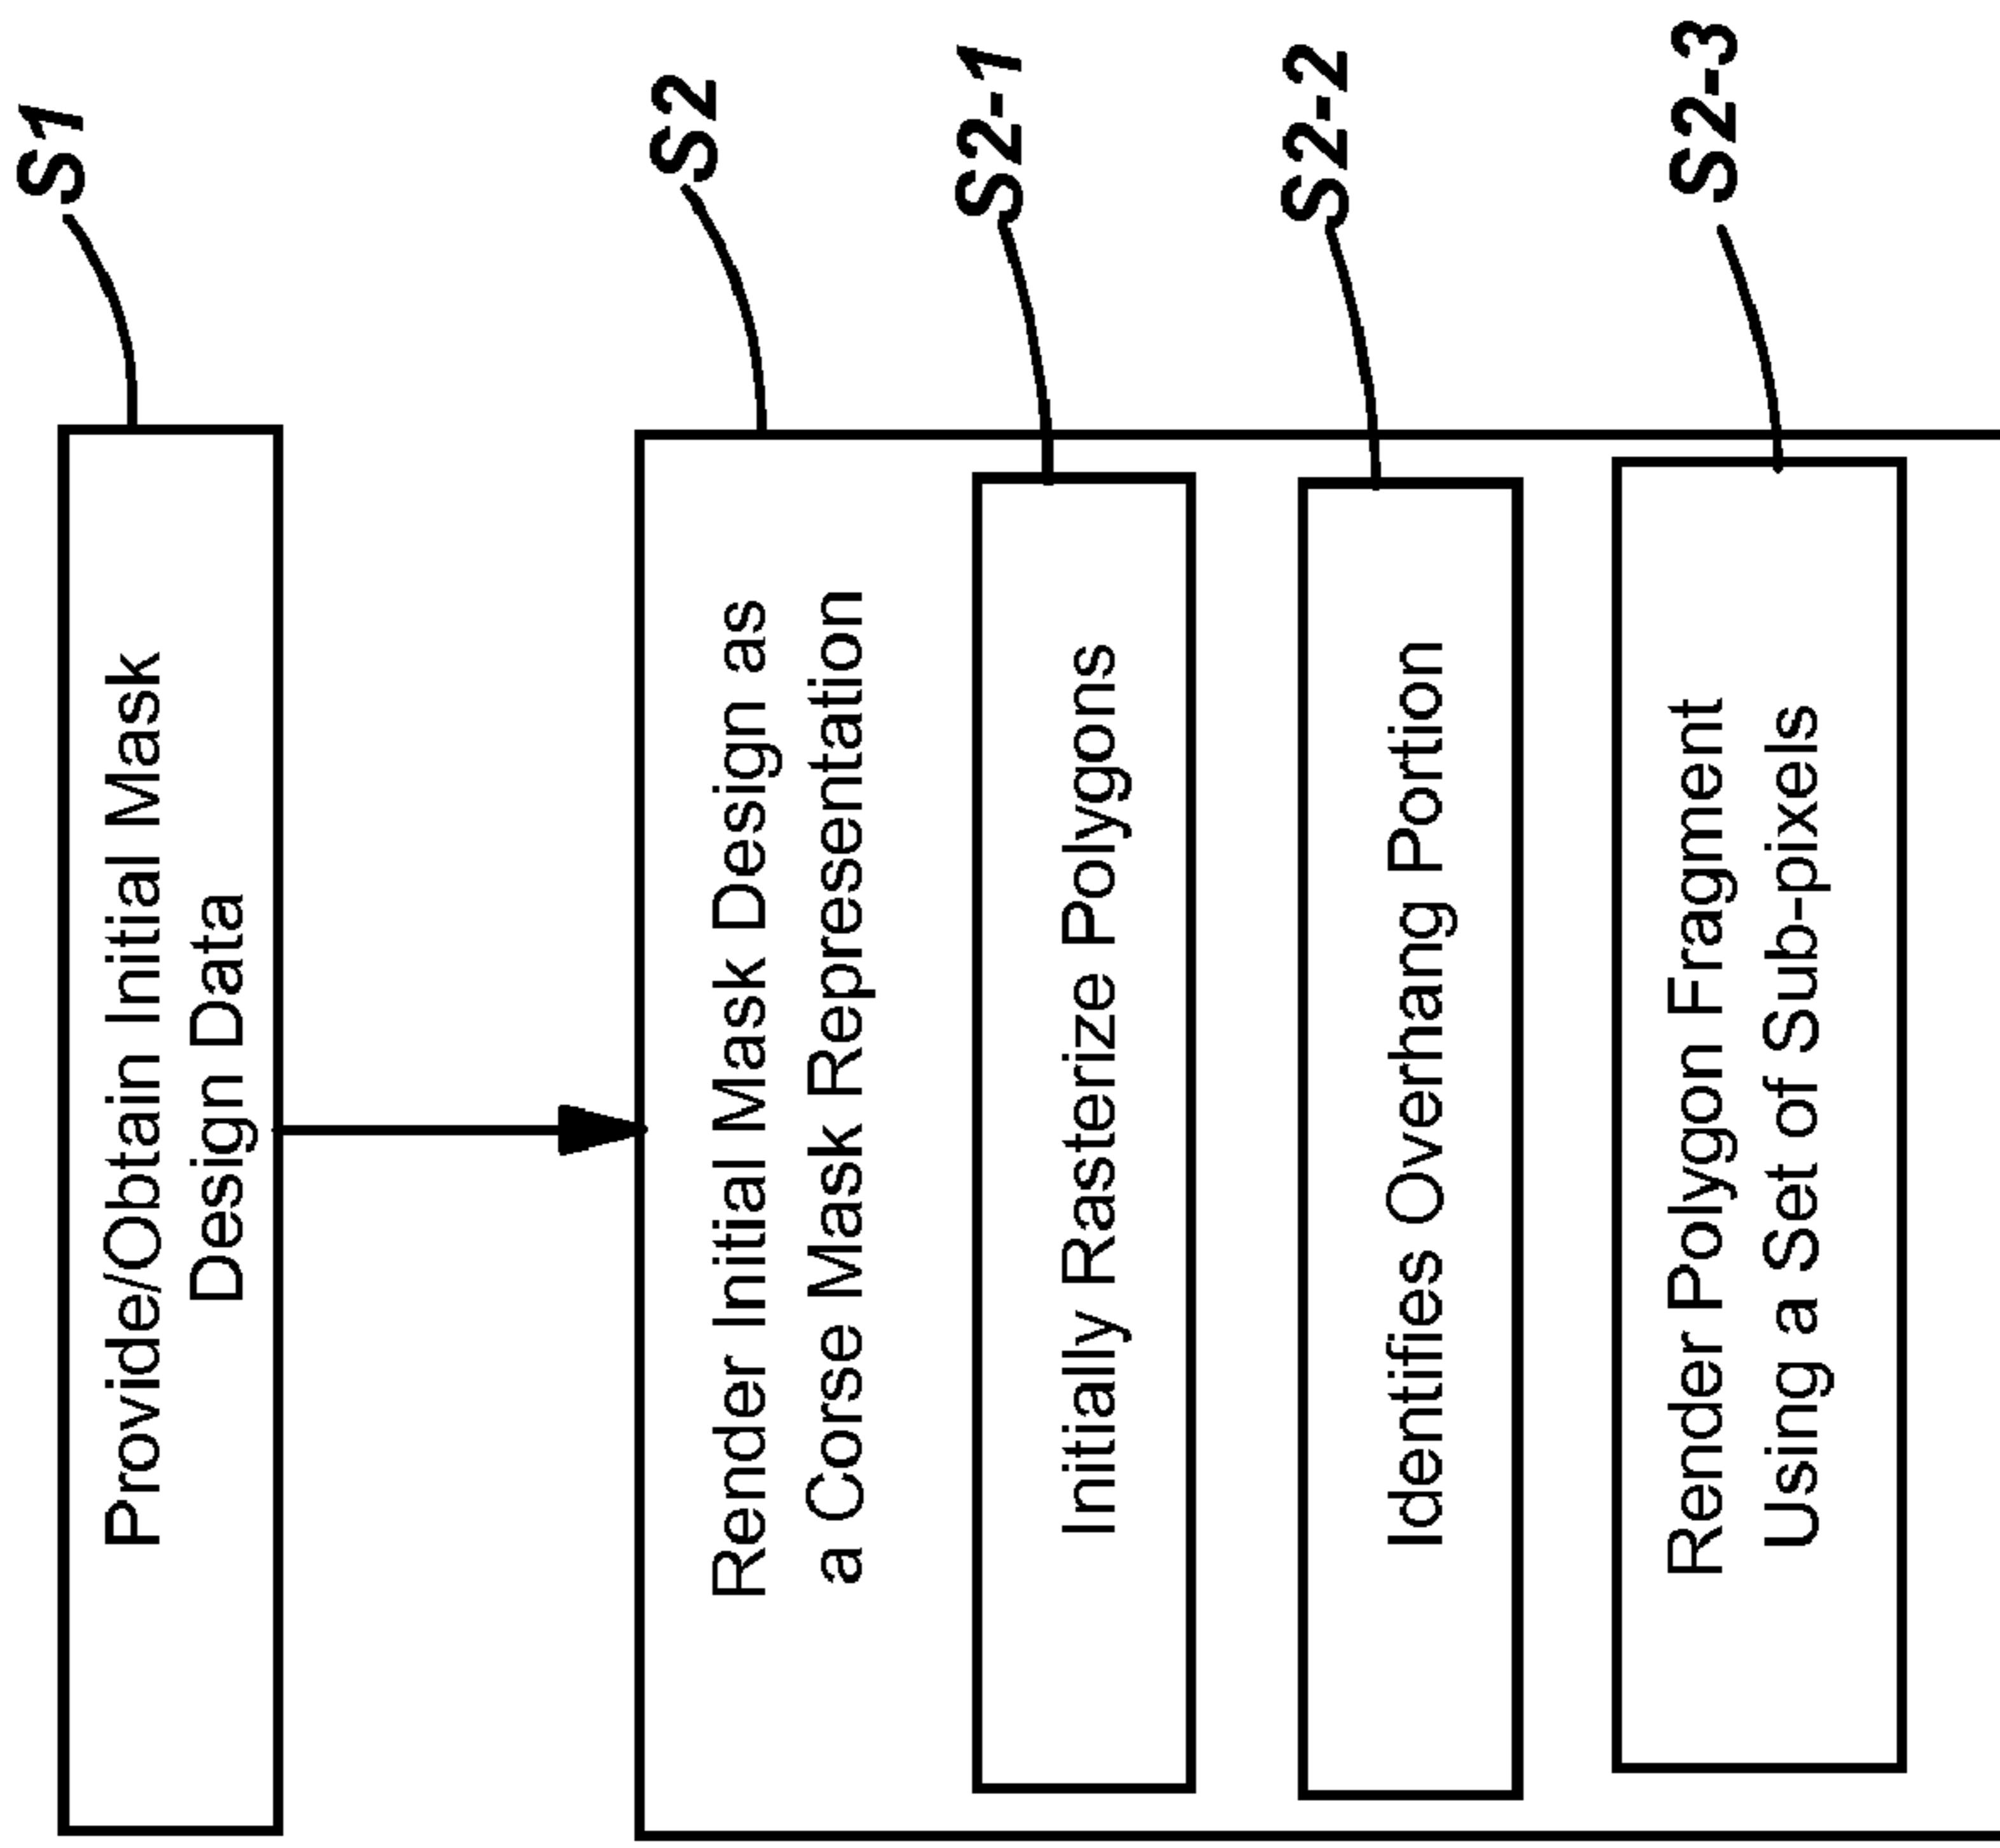 S1
Provide/Obtain Initial Mask
Design Data
S2
Render Initial Mask Design as
a Corse Mask Representation
S2-1
Initially Rasterize Polygons
S2-2
Identifies Overhang Portion
S2-3
Render Polygon Fragment
Using a Set of Sub-pixels